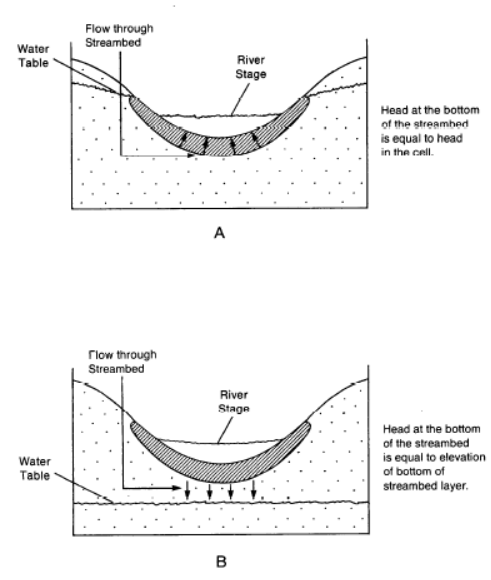 Flow through
Streambed
Water
Table
River
Stage
Head at the bottom
of the streambed
is equal to head
in the cell.
A
Flow through
Streambed
River
Stage
Head at the bottom
of the streambed
is equal to elevation
of bottom of
streambed layer.
Water
Table
B